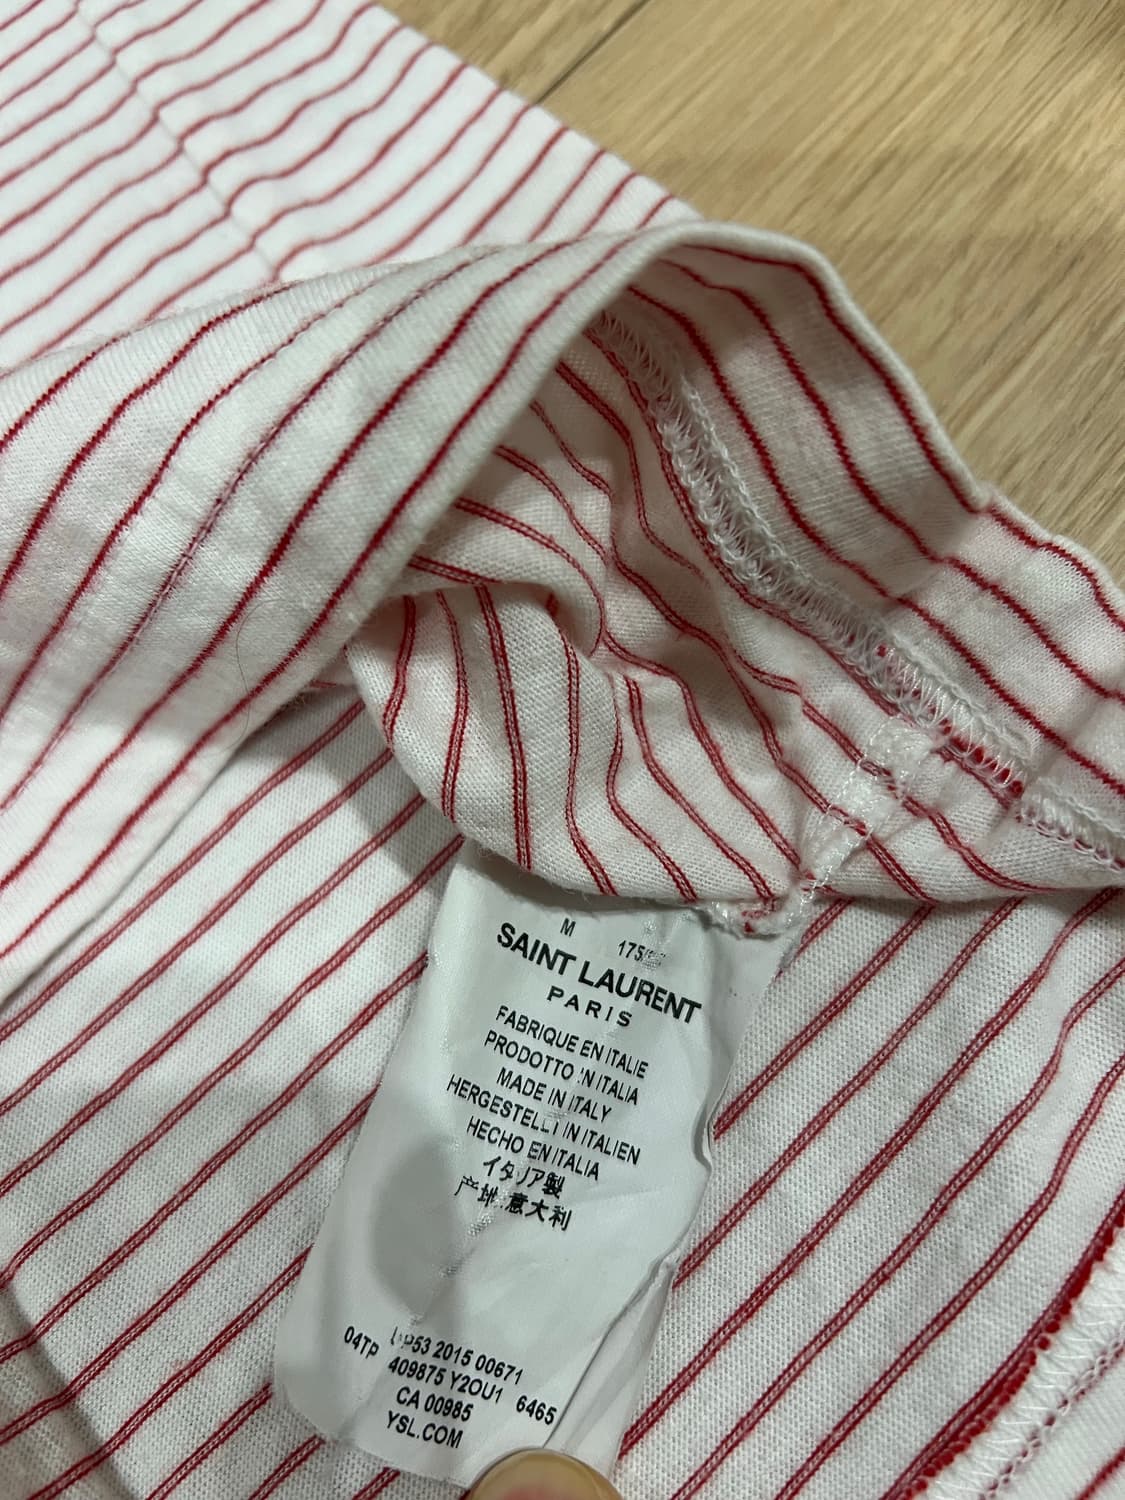 M
SAINT LAURENT
PARIS
FABRIQUE EN ITALIE
PRODOTTO IN ITALIA
MADE IN ITALY
HERGESTELLT IN ITALIEN
HECHO EN ITALIA
イタリア製
产地:意大利
2015 00671
04TP 409875 Y2OU1 6465
CA 00985
YSL.COM